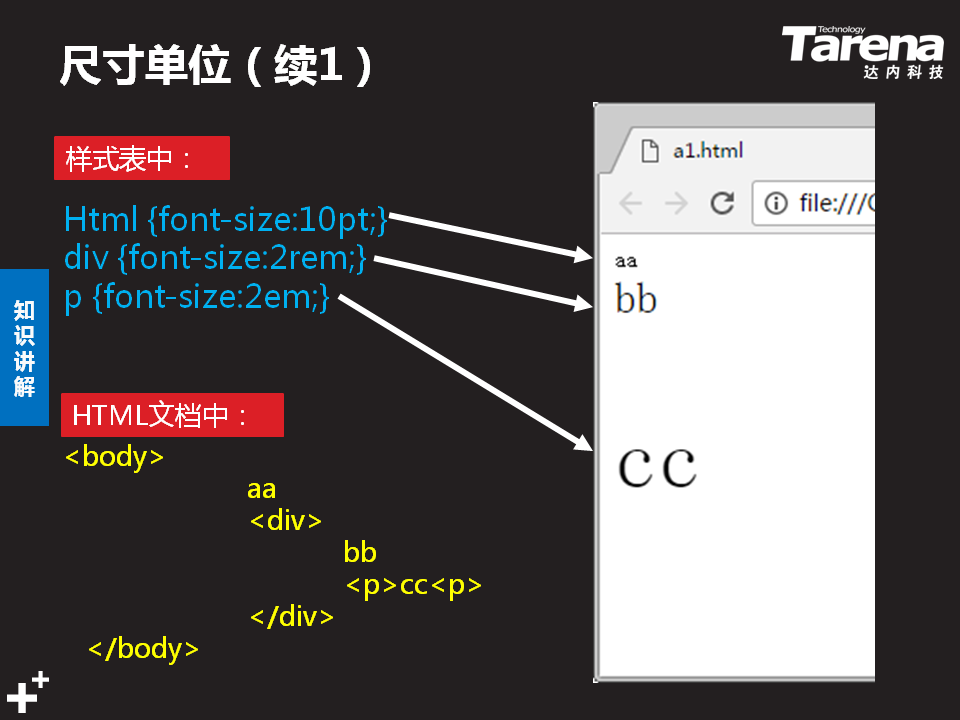 尺寸单位（续1）
Technology
Tarena
达内科技
样式表中：
Html {font-size:10pt;}
div {font-size:2rem;}
p {font-size:2em;}
知识讲解
HTML文档中：
<body>
aa
<div>
bb
<p>cc<p>
</div>
</body>
a1.html
file:///
aa
bb
cc